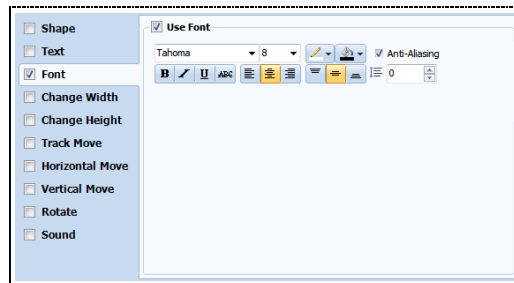 Shape
Text
Font
Change Width
Change Height
Track Move
Horizontal Move
Vertical Move
Rotate
Sound
Use Font
Tahoma 8 Anti-Aliasing
B I U ABC 0